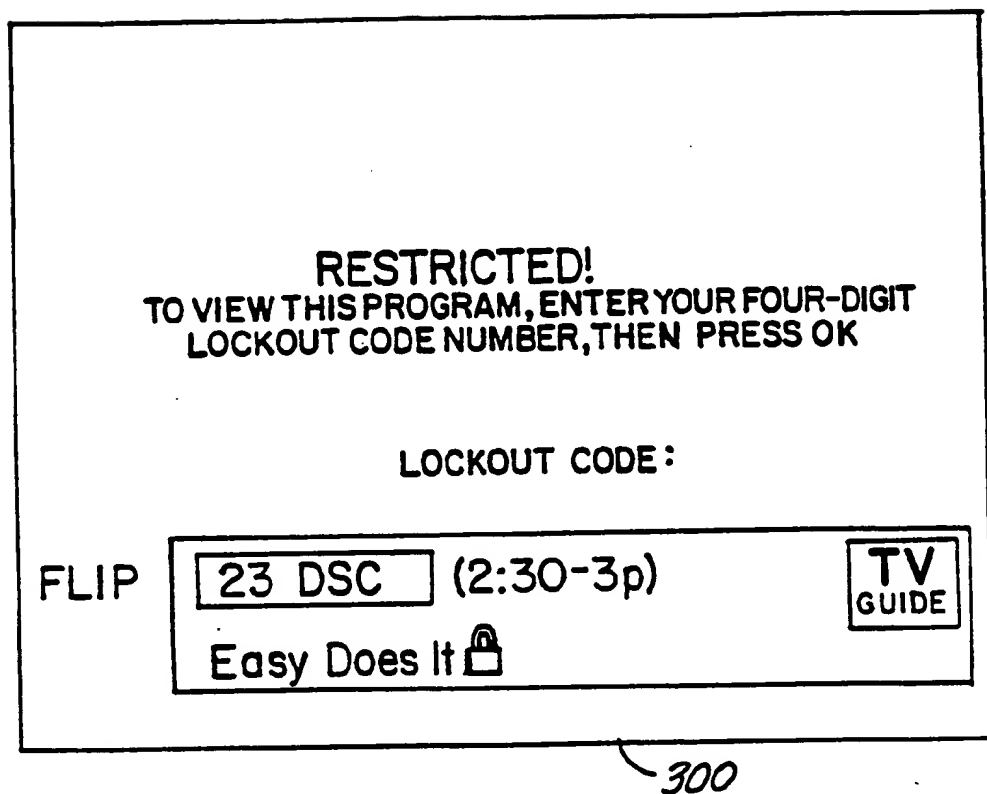 RESTRICTED!
TO VIEW THIS PROGRAM, ENTER YOUR FOUR-DIGIT
LOCKOUT CODE NUMBER, THEN PRESS OK
LOCKOUT CODE:
FLIP
23 DSC (2:30-3p)
TV
GUIDE
Easy Does It
300